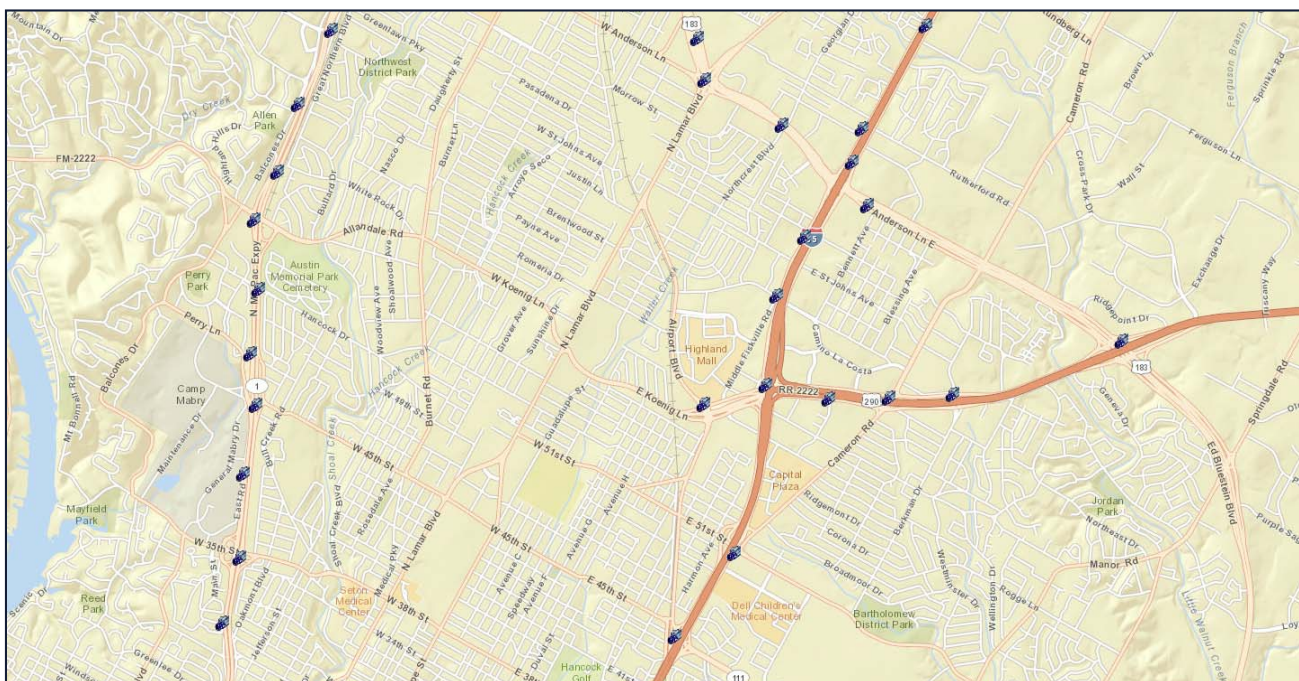 Mountain Dr
Greenlawn Pky
Great Northern Blvd
Northwest
District Park
Daugherty St
W Anderson Ln
183
Georgian Dr
Cameron Rd
Brown Ln
Ferguson Branch
Sprinkle Rd
Pasadena Dr
Morrow St
N Lamar Blvd
Dry Creek
Allen
Park
Hills Dr
Highland
Balcones Dr
FM-2222
Nasco Dr
Burnet Ln
W St Johns Ave
Hancock Creek
Arroyo Seco
Justin Ln
Northcrest Blvd
Ferguson Ln
Wall St
Cross Park Dr
Rutherford Rd
Bullard Dr
White Rock Dr
Allandale Rd
Brentwood St
Payne Ave
Romeria Dr
Anderson Ln E
Bennett Ave
E St Johns Ave
Blessing Ave
Exchange Dr
Tuscany Way
N Mo Pac Expy
Austin
Memorial Park
Cemetery
Perry
Park
Hancock Dr
Woodview Ave
Shoalwood Ave
W Koenig Ln
Waller Creek
Grover Ave
Sunshine Dr
N Lamar Blvd
Airport Blvd
Highland
Mall
Middle Fiskville Rd
Camino La Costa
Ridgepoint Dr
183
Perry Ln
Balcones Dr
Mt Bonnell Rd
Camp
Mabry
1
Hancock Creek
W 49th St
Burnet Rd
RR-2222
290
Geneva Dr
Springdale Rd
Maintenance Dr
General Mabry Dr
Bull Creek Rd
Shoal Creek
Guadalupe St
E Koenig Ln
Cameron Rd
W 45th St
W 51st St
Avenue H
Capital
Plaza
Ed Bluestein Blvd
East Rd
Shoal Creek Blvd
Rosedale Ave
Mayfield
Park
Ridgemont Dr
Berkman Dr
Jordan
Park
Northeast Dr
N Lamar Blvd
W 45th St
Avenue G
E 51st St
Corona Dr
W 35th St
Main St
Medical Pky
Avenue C
Speedway
Avenue F
Harmon Ave
Broadmoor Dr
Westminster Dr
Wellington Dr
Manor Rd
Scenic Dr
Reed
Park
Oakmont Blvd
Jefferson St
Seton
Medical
Center
W 38th St
E 45th St
Dell Children's
Medical Center
Bartholomew
District Park
Rogge Ln
Little Walnut Creek
Greenlee Dr
W 34th St
Duval St
Hancock
Golf
E 41st St
111